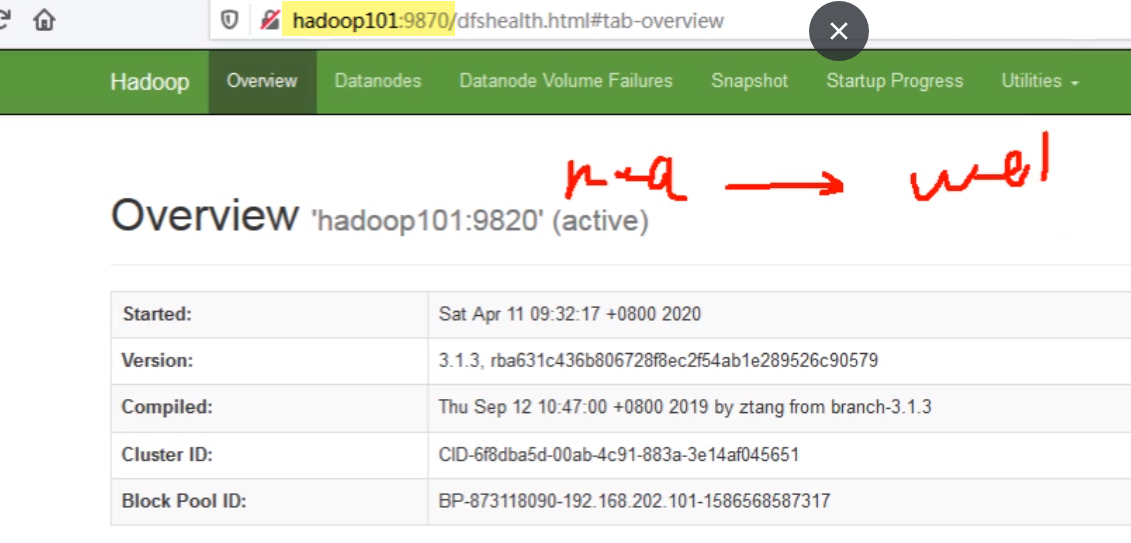 hadoop101:9870/dfshealth.html#tab-overview
Hadoop Overview Datanodes Datanode Volume Failures Snapshot Startup Progress Utilities
Overview 'hadoop101:9820' (active)
Started: Sat Apr 11 09:32:17 +0800 2020
Version: 3.1.3, rba631c436b806728f8ec2f54ab1e289526c90579
Compiled: Thu Sep 12 10:47:00 +0800 2019 by ztang from branch-3.1.3
Cluster ID: CID-6f8dba5d-00ab-4c91-883a-3e14af045651
Block Pool ID: BP-873118090-192.168.202.101-1586568587317